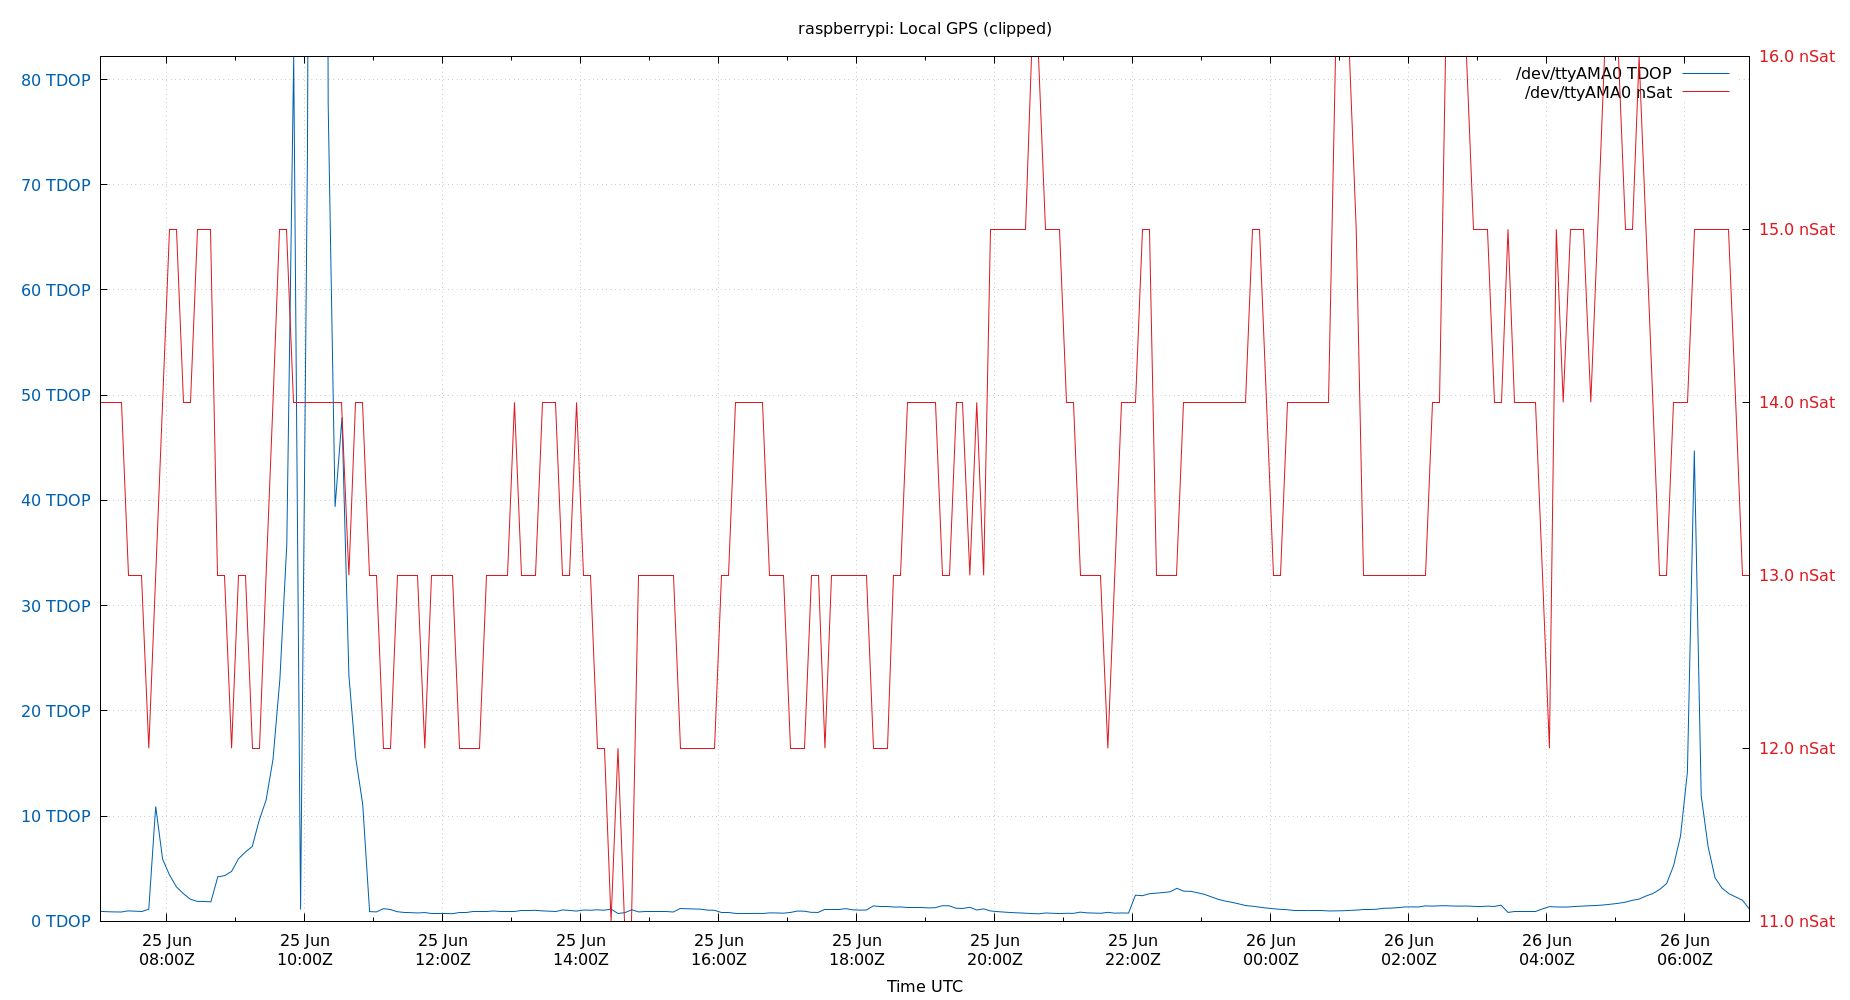 raspberrypi: Local GPS (clipped)
/dev/ttyAMA0 TDOP
/dev/ttyAMA0 nSat
80 TDOP
70 TDOP
60 TDOP
50 TDOP
40 TDOP
30 TDOP
20 TDOP
10 TDOP
0 TDOP
16.0 nSat
15.0 nSat
14.0 nSat
13.0 nSat
12.0 nSat
11.0 nSat
25 Jun
08:00Z
25 Jun
10:00Z
25 Jun
12:00Z
25 Jun
14:00Z
25 Jun
16:00Z
25 Jun
18:00Z
25 Jun
20:00Z
25 Jun
22:00Z
26 Jun
00:00Z
26 Jun
02:00Z
26 Jun
04:00Z
26 Jun
06:00Z
Time UTC